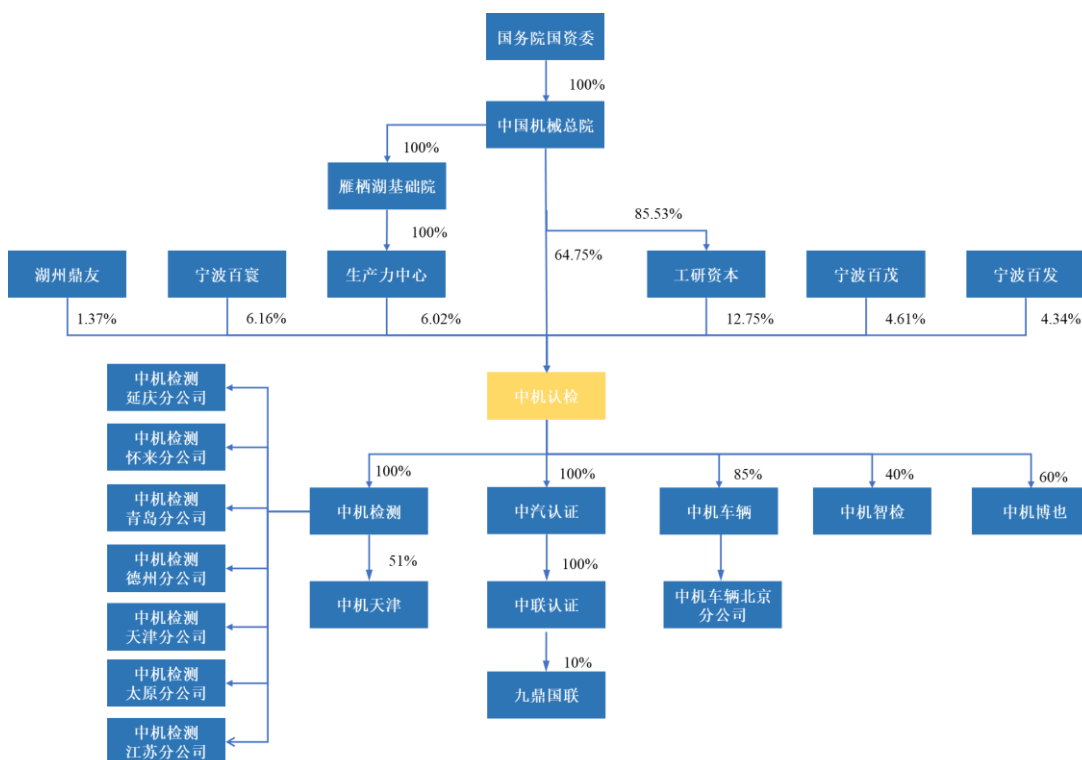 国务院国资委
100%
中国机械总院
100%
雁栖湖基础院
85.53%
100%
64.75%
湖州鼎友
宁波百寰
生产力中心
工研资本
宁波百茂
宁波百发
1.37%
6.16%
6.02%
12.75%
4.61%
4.34%
中机检测
延庆分公司
中机认检
中机检测
怀来分公司
100%
100%
85%
40%
60%
中机检测
青岛分公司
中机检测
中汽认证
中机车辆
中机智检
中机博也
中机检测
德州分公司
51%
100%
中机天津
中联认证
中机车辆北京
分公司
中机检测
天津分公司
中机检测
太原分公司
10%
九鼎国联
中机检测
江苏分公司